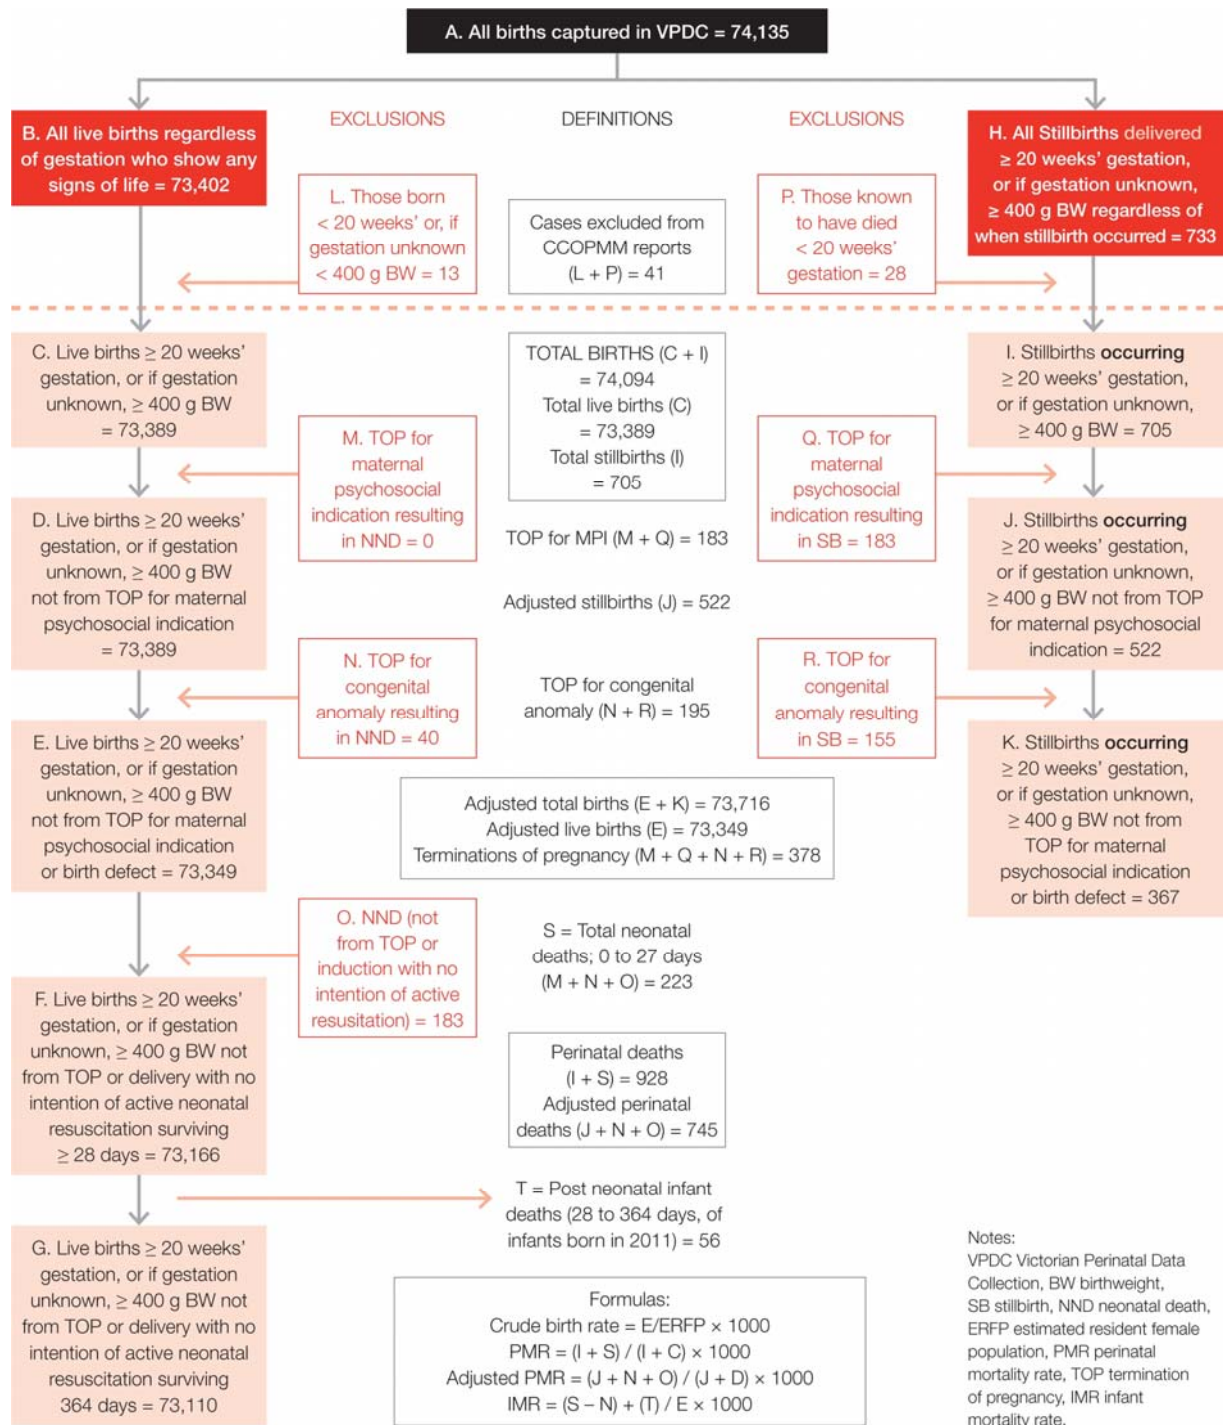 A. All births captured in VPDC = 74,135
B. All live births regardless
of gestation who show any
signs of life = 73,402
EXCLUSIONS
L. Those born
< 20 weeks' or, if
gestation unknown
< 400 g BW = 13
DEFINITIONS
Cases excluded from
CCOPMM reports
(L + P) = 41
EXCLUSIONS
P. Those known
to have died
< 20 weeks'
gestation = 28
H. All Stillbirths delivered
≥ 20 weeks' gestation,
or if gestation unknown,
≥ 400 g BW regardless of
when stillbirth occurred = 733
C. Live births ≥ 20 weeks'
gestation, or if gestation
unknown, ≥ 400 g BW
= 73,389
TOTAL BIRTHS (C + I)
= 74,094
Total live births (C)
= 73,389
Total stillbirths (I)
= 705
I. Stillbirths occurring
≥ 20 weeks' gestation,
or if gestation unknown,
≥ 400 g BW = 705
M. TOP for
maternal
psychosocial
indication resulting
in NND = 0
TOP for MPI (M + Q) = 183
Q. TOP for
maternal
psychosocial
indication resulting
in SB = 183
D. Live births ≥ 20 weeks'
gestation, or if gestation
unknown, ≥ 400 g BW
not from TOP for maternal
psychosocial indication
= 73,389
Adjusted stillbirths (J) = 522
J. Stillbirths occurring
≥ 20 weeks' gestation,
or if gestation unknown,
≥ 400 g BW not from TOP
for maternal psychosocial
indication = 522
N. TOP for
congenital
anomaly resulting
in NND = 40
TOP for congenital
anomaly (N + R) = 195
R. TOP for
congenital
anomaly resulting
in SB = 155
E. Live births ≥ 20 weeks'
gestation, or if gestation
unknown, ≥ 400 g BW
not from TOP for maternal
psychosocial indication
or birth defect = 73,349
Adjusted total births (E + K) = 73,716
Adjusted live births (E) = 73,349
Terminations of pregnancy (M + Q + N + R) = 378
K. Stillbirths occurring
≥ 20 weeks' gestation,
or if gestation unknown,
≥ 400 g BW not from
TOP for maternal
psychosocial indication
or birth defect = 367
O. NND (not
from TOP or
induction with no
intention of active
resusitation) = 183
S = Total neonatal
deaths; 0 to 27 days
(M + N + O) = 223
F. Live births ≥ 20 weeks'
gestation, or if gestation
unknown, ≥ 400 g BW not
from TOP or delivery with no
intention of active neonatal
resuscitation surviving
≥ 28 days = 73,166
Perinatal deaths
(I + S) = 928
Adjusted perinatal
deaths (J + N + O) = 745
T = Post neonatal infant
deaths (28 to 364 days, of
infants born in 2011) = 56
G. Live births ≥ 20 weeks'
gestation, or if gestation
unknown, ≥ 400 g BW not
from TOP or delivery with no
intention of active neonatal
resuscitation surviving
364 days = 73,110
Formulas:
Crude birth rate = E/ERFP × 1000
PMR = (I + S) / (I + C) × 1000
Adjusted PMR = (J + N + O) / (J + D) × 1000
IMR = (S – N) + (T) / E × 1000
Notes:
VPDC Victorian Perinatal Data
Collection, BW birthweight,
SB stillbirth, NND neonatal death,
ERFP estimated resident female
population, PMR perinatal
mortality rate, TOP termination
of pregnancy, IMR infant
mortality rate.